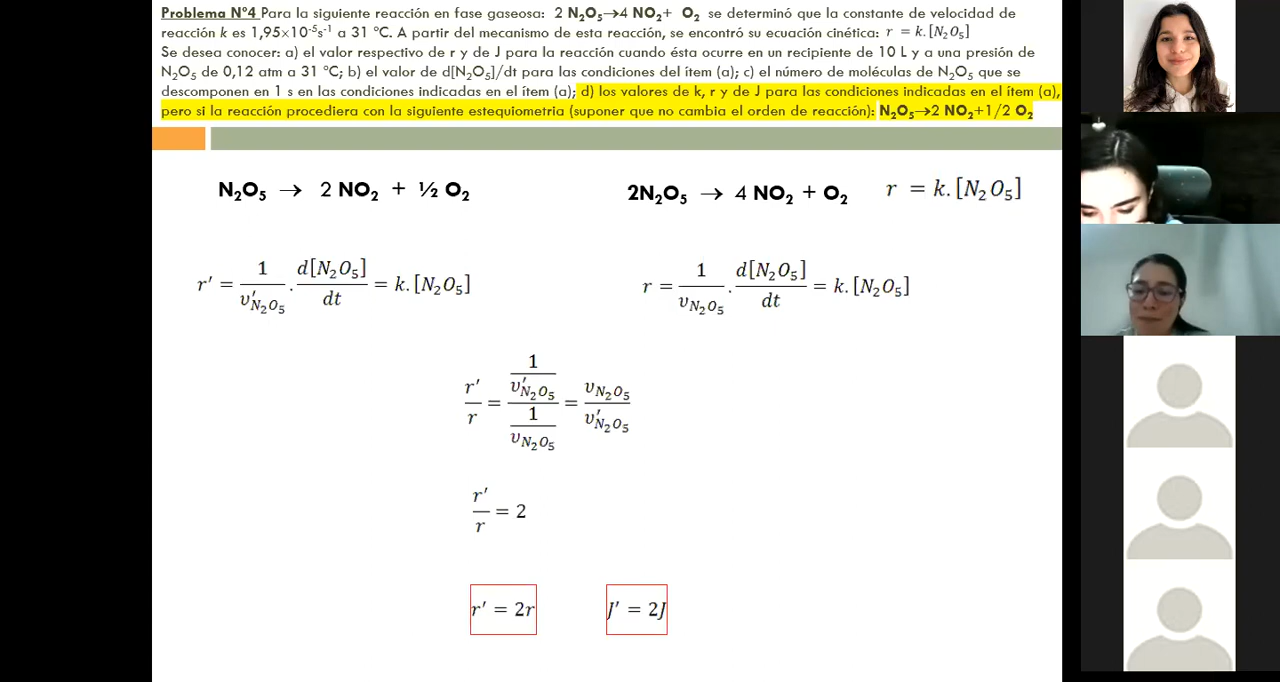 Problema N°4 Para la siguiente reacción en fase gaseosa: 2 N₂O₅→4 NO₂+ O₂ se determinó que la constante de velocidad de
reacción k es 1,95×10⁻⁵s⁻¹ a 31 °C. A partir del mecanismo de esta reacción, se encontró su ecuación cinética: r = k.[N₂O₅]
Se desea conocer: a) el valor respectivo de r y de J para la reacción cuando ésta ocurre en un recipiente de 10 L y a una presión de
N₂O₅ de 0,12 atm a 31 °C; b) el valor de d[N₂O₅]/dt para las condiciones del ítem (a); c) el número de moléculas de N₂O₅ que se
descomponen en 1 s en las condiciones indicadas en el ítem (a); d) los valores de k, r y de J para las condiciones indicadas en el ítem (a),
pero si la reacción procediera con la siguiente estequiometria (suponer que no cambia el orden de reacción): N₂O₅→2 NO₂+1/2 O₂
N₂O₅ → 2 NO₂ + ½ O₂
2N₂O₅ → 4 NO₂ + O₂ r = k.[N₂O₅]
r′ = 1/υ′N₂O₅ . d[N₂O₅]/dt = k.[N₂O₅]
r = 1/υN₂O₅ . d[N₂O₅]/dt = k.[N₂O₅]
r′/r = (1/υ′N₂O₅)/(1/υN₂O₅) = υN₂O₅/υ′N₂O₅
r′/r = 2
r′ = 2r
J′ = 2J